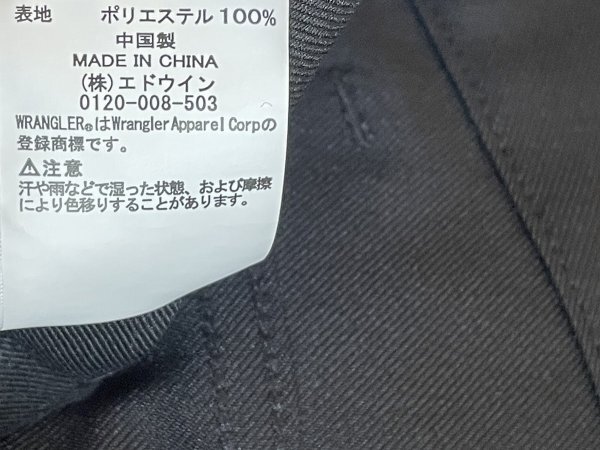 表地 ポリエステル 100%
中国製
MADE IN CHINA
(株)エドウイン
0120-008-503
WRANGLER®はWrangler Apparel Corpの
登録商標です。
⚠注意
汗や雨などで湿った状態、および摩擦
により色移りすることがあります。